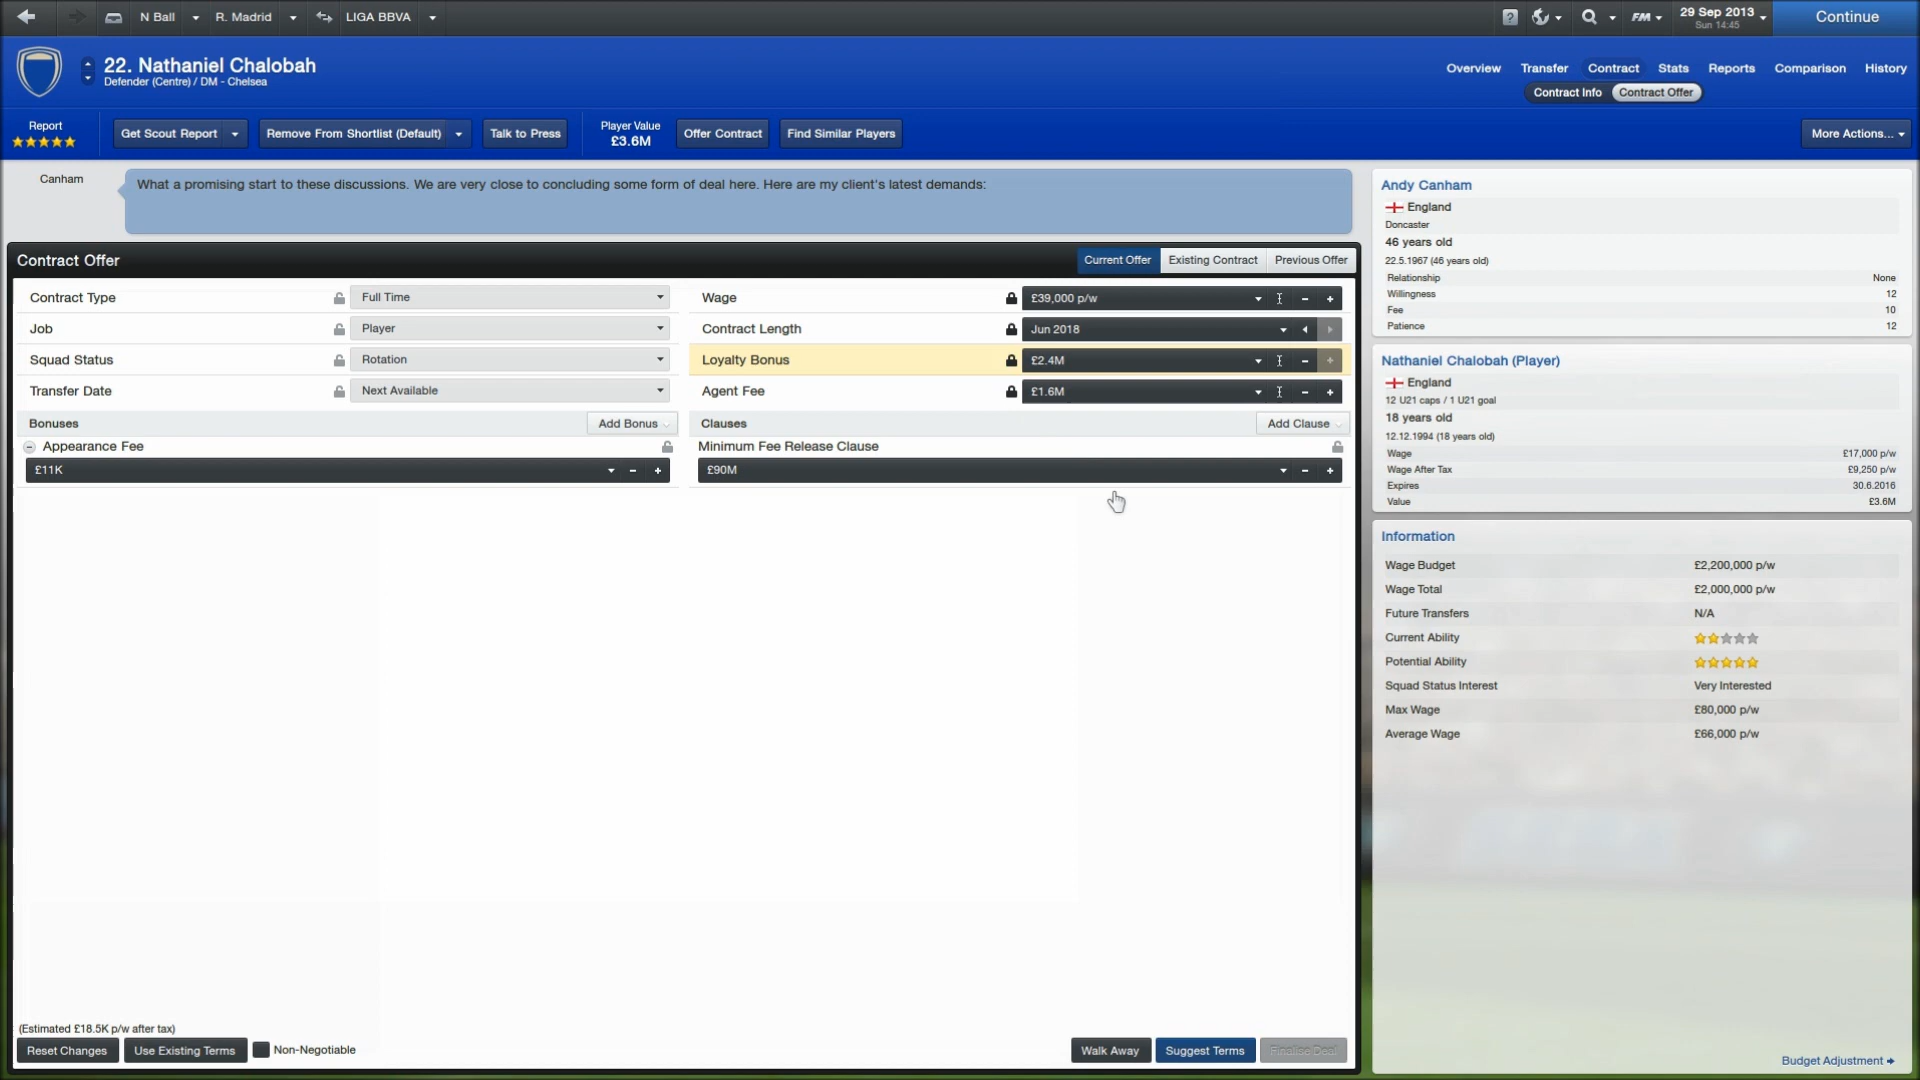 N Ball
R. Madrid
LIGA BBVA
?
FM
29 Sep 2013
Sun 14:45
Continue
22. Nathaniel Chalobah
Defender (Centre) / DM - Chelsea
Overview
Transfer
Contract
Stats
Reports
Comparison
History
Contract Info
Contract Offer
Report
Get Scout Report
Remove From Shortlist (Default)
Talk to Press
Player Value
£3.6M
Offer Contract
Find Similar Players
More Actions...
Canham
What a promising start to these discussions. We are very close to concluding some form of deal here. Here are my client's latest demands:
Contract Offer
Current Offer
Existing Contract
Previous Offer
Contract Type
Full Time
Job
Player
Squad Status
Rotation
Transfer Date
Next Available
Wage
£39,000 p/w
Contract Length
Jun 2018
Loyalty Bonus
£2.4M
Agent Fee
£1.6M
Bonuses
Add Bonus
Appearance Fee
£11K
Clauses
Add Clause
Minimum Fee Release Clause
£90M
(Estimated £18.5K p/w after tax)
Reset Changes
Use Existing Terms
Non-Negotiable
Walk Away
Suggest Terms
Finalise Deal
Andy Canham
England
Doncaster
46 years old
22.5.1967 (46 years old)
Relationship None
Willingness 12
Fee 10
Patience 12
Nathaniel Chalobah (Player)
England
12 U21 caps / 1 U21 goal
18 years old
12.12.1994 (18 years old)
Wage £17,000 p/w
Wage After Tax £9,250 p/w
Expires 30.6.2016
Value £3.6M
Information
Wage Budget £2,200,000 p/w
Wage Total £2,000,000 p/w
Future Transfers N/A
Current Ability
Potential Ability
Squad Status Interest Very Interested
Max Wage £80,000 p/w
Average Wage £66,000 p/w
Budget Adjustment